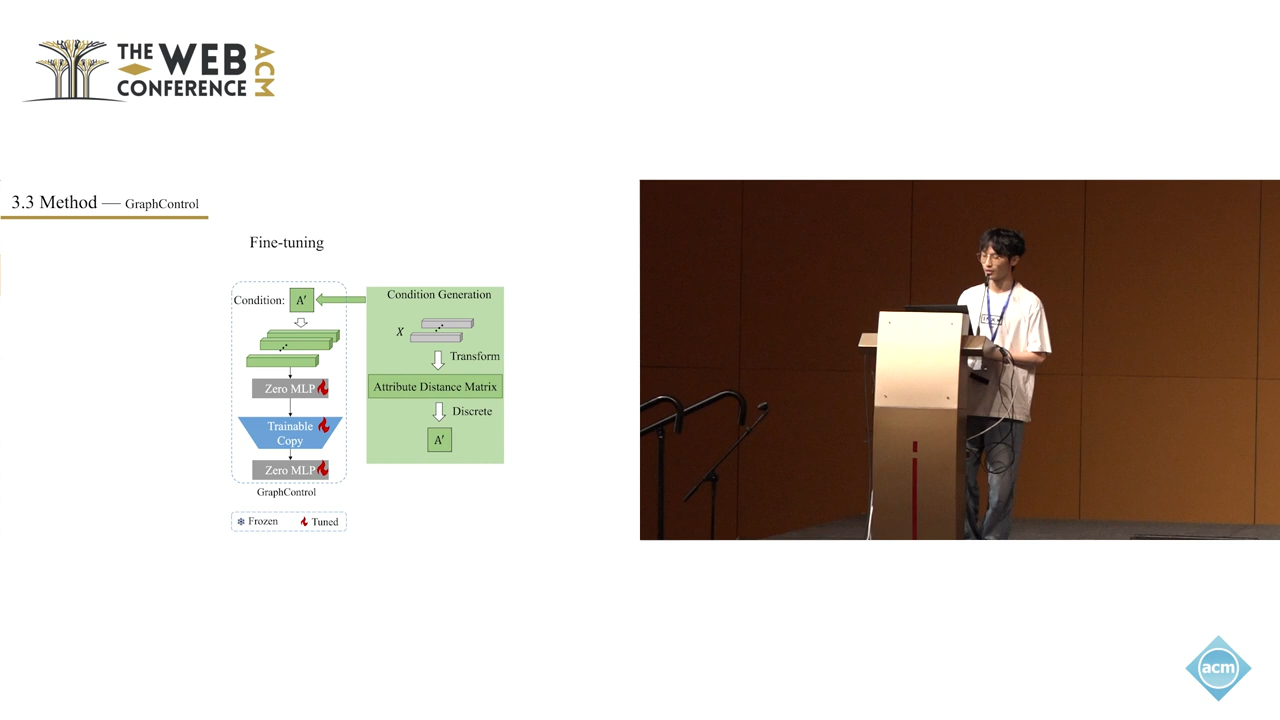 THE WEB
CONFERENCE
ACM
3.3 Method — GraphControl
Fine-tuning
Condition: A′
Zero MLP
Trainable
Copy
Zero MLP
GraphControl
Frozen Tuned
Condition Generation
X
Transform
Attribute Distance Matrix
Discrete
A′
acm